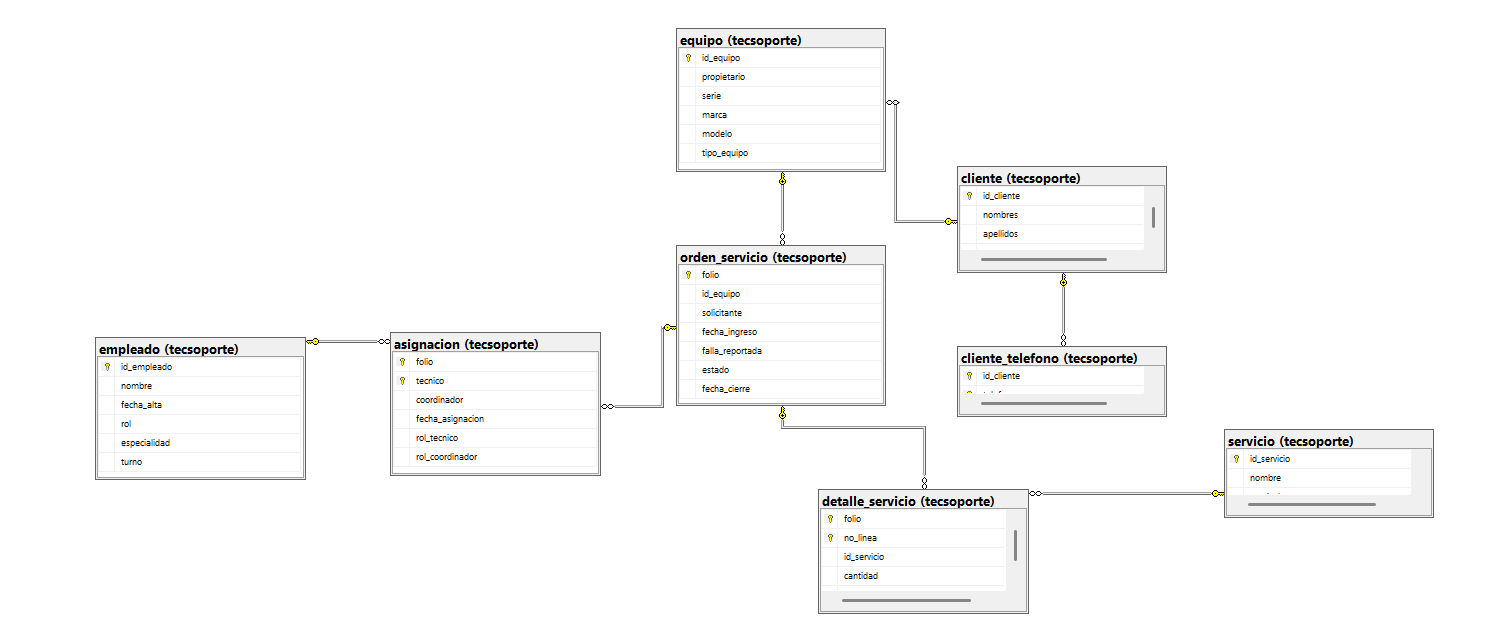 equipo (tecsoporte)
id_equipo
propietario
serie
marca
modelo
tipo_equipo
cliente (tecsoporte)
id_cliente
nombres
apellidos
orden_servicio (tecsoporte)
folio
id_equipo
solicitante
fecha_ingreso
falla_reportada
estado
fecha_cierre
empleado (tecsoporte)
id_empleado
nombre
fecha_alta
rol
especialidad
turno
asignacion (tecsoporte)
folio
tecnico
coordinador
fecha_asignacion
rol_tecnico
rol_coordinador
cliente_telefono (tecsoporte)
id_cliente
servicio (tecsoporte)
id_servicio
nombre
detalle_servicio (tecsoporte)
folio
no_linea
id_servicio
cantidad